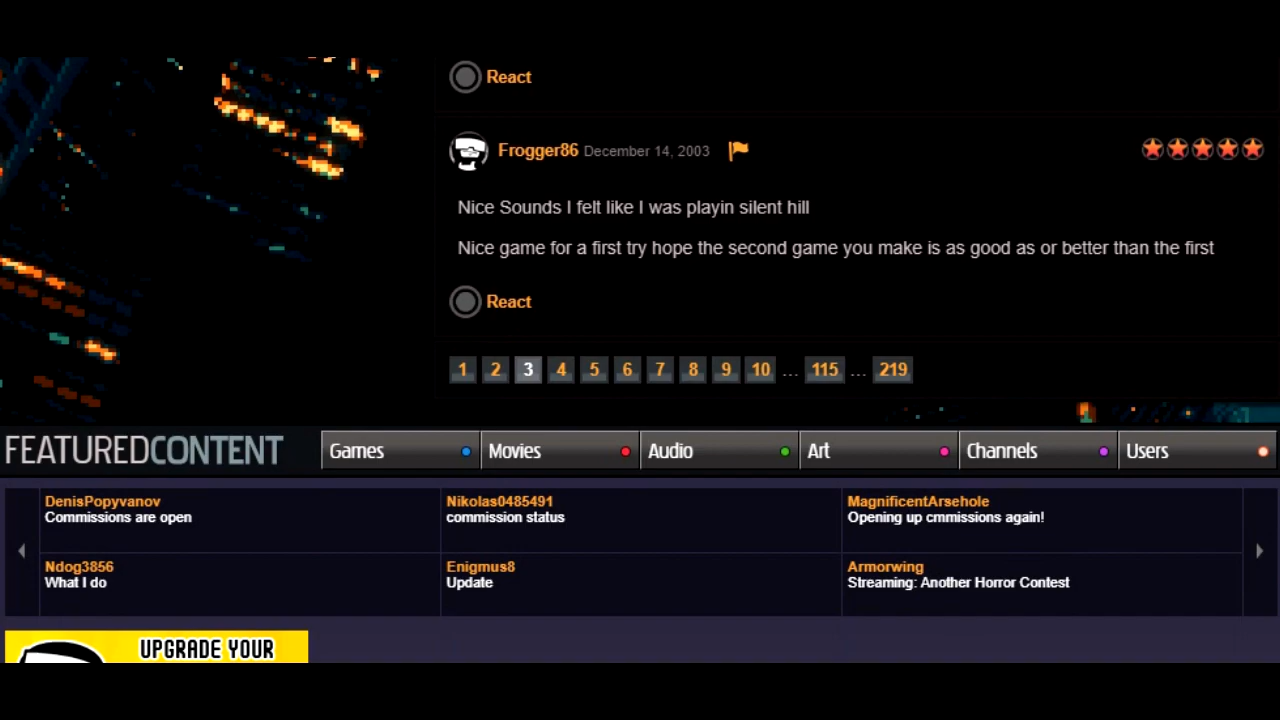 React
Frogger86 December 14, 2003
Nice Sounds I felt like I was playin silent hill
Nice game for a first try hope the second game you make is as good as or better than the first
React
1 2 3 4 5 6 7 8 9 10 ... 115 ... 219
FEATUREDCONTENT Games Movies Audio Art Channels Users
DenisPopyvanov
Commissions are open
Nikolas0485491
commission status
MagnificentArsehole
Opening up cmmissions again!
Ndog3856
What I do
Enigmus8
Update
Armorwing
Streaming: Another Horror Contest
UPGRADE YOUR